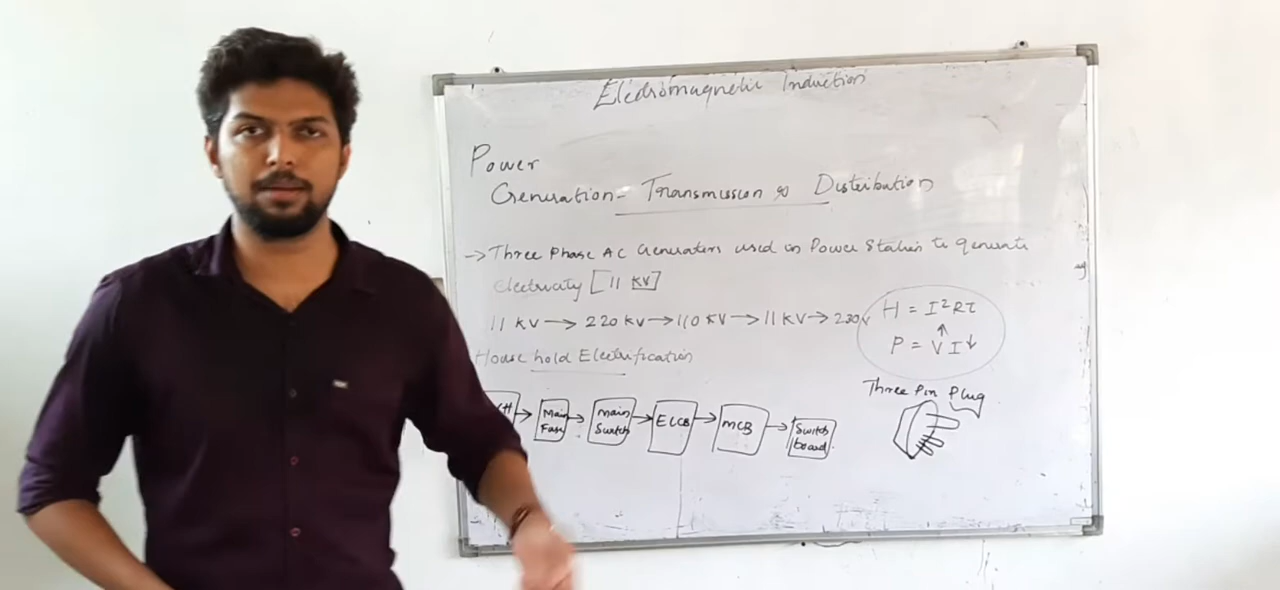 Electromagnetic Induction
Power
Generation- Transmission & Distribution
→ Three Phase AC Generators used in Power Station to generate
electricity [11 KV]
11 KV → 220 KV → 110 KV → 11 KV → 230V
H = I²Rt
P = V I↓
House hold Electrification
Three Pin Plug
Main Fuse → Main Switch → ELCB → MCB → Switch board